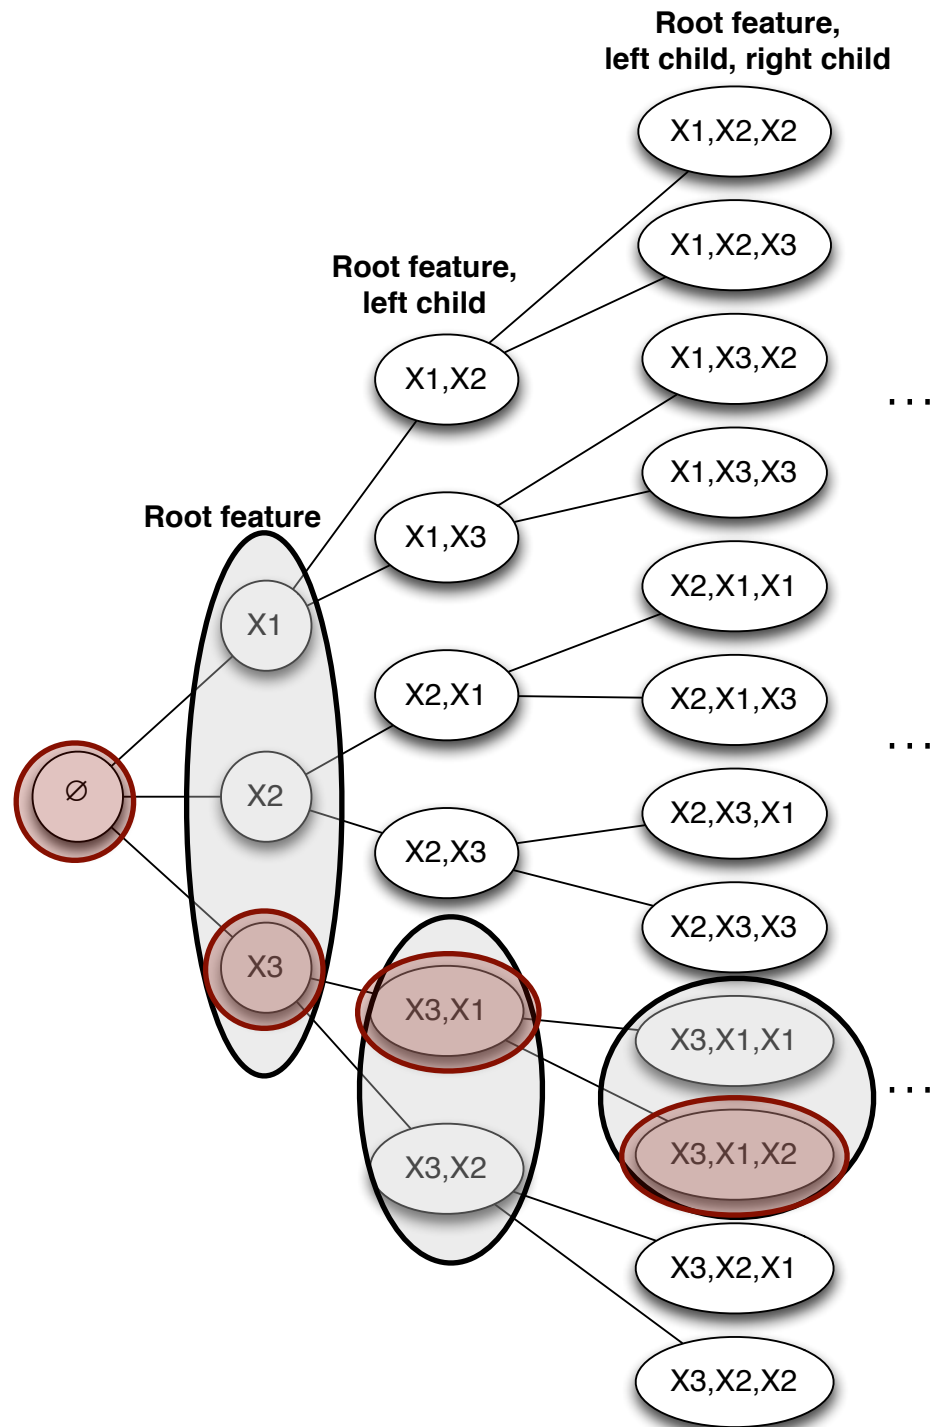 Root feature,
left child, right child
X1,X2,X2
X1,X2,X3
Root feature,
left child
X1,X2
X1,X3,X2
...
X1,X3,X3
Root feature
X1,X3
X1
X2,X1,X1
X2,X1
X2,X1,X3
...
∅
X2
X2,X3
X2,X3,X1
X2,X3,X3
X3
X3,X1
X3,X1,X1
...
X3,X2
X3,X1,X2
X3,X2,X1
X3,X2,X2